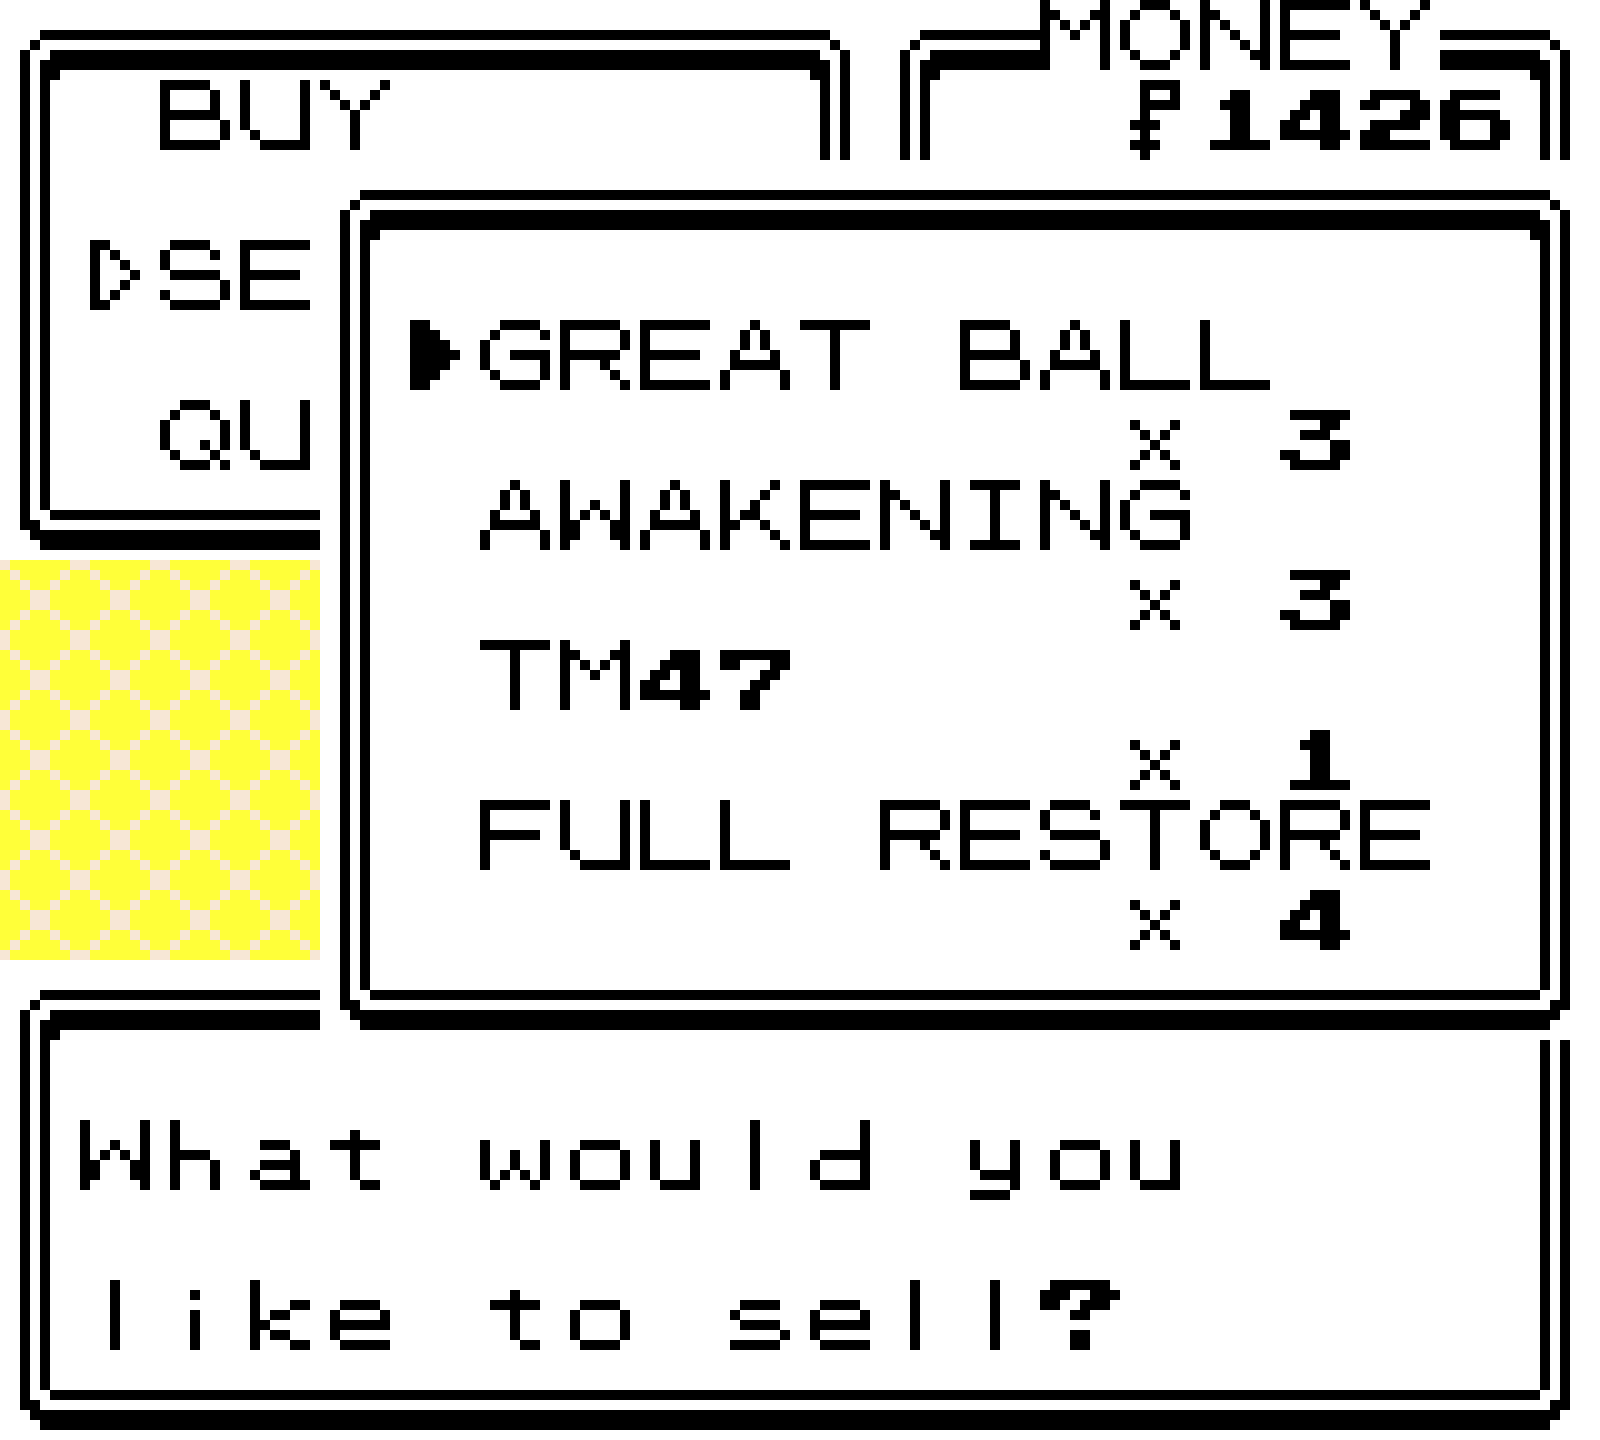 MONEY
BUY
₽1426
▷SE
QU
▶GREAT BALL
× 3
AWAKENING
× 3
TM47
× 1
FULL RESTORE
× 4
What would you
like to sell?